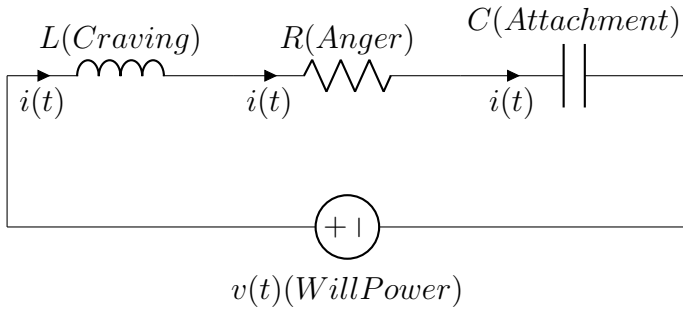 L(Craving)
R(Anger)
C(Attachment)
i(t)
i(t)
i(t)
+ −
v(t)(WillPower)